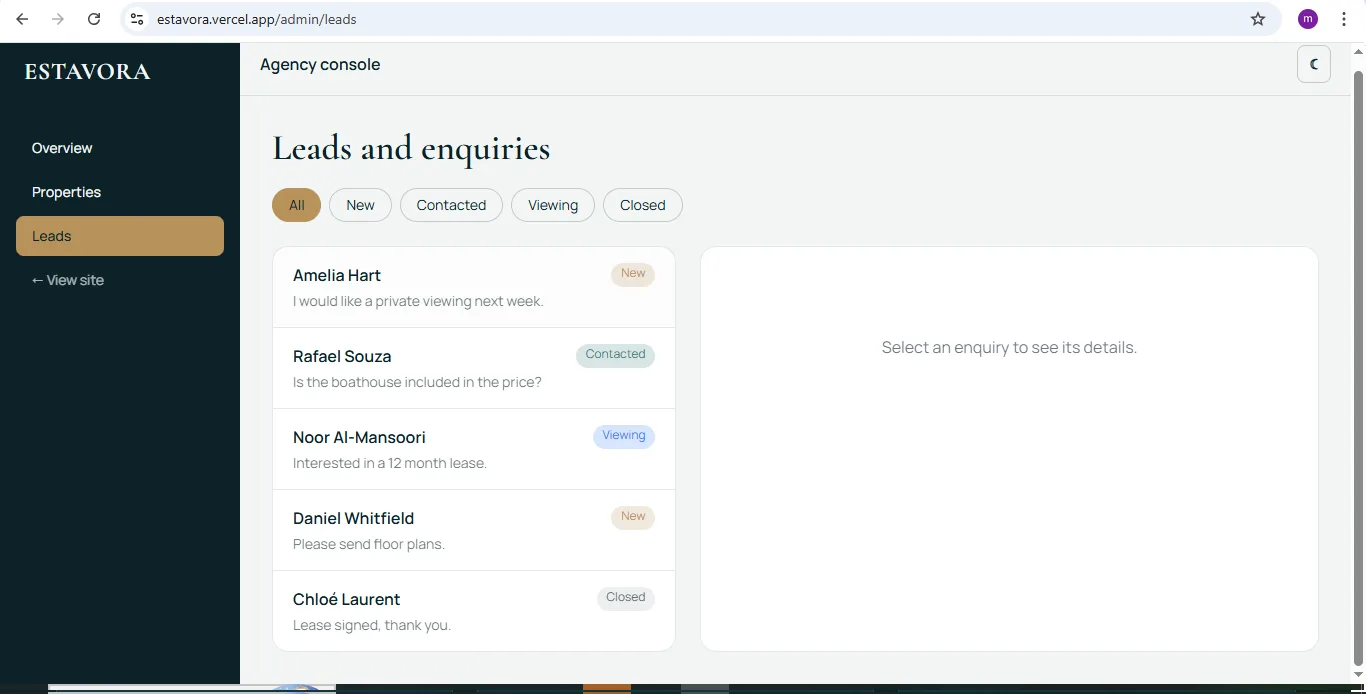 estavora.vercel.app/admin/leads
m
ESTAVORA
Agency console
Overview
Properties
Leads
← View site
Leads and enquiries
All
New
Contacted
Viewing
Closed
Amelia Hart
New
I would like a private viewing next week.
Rafael Souza
Contacted
Is the boathouse included in the price?
Noor Al-Mansoori
Viewing
Interested in a 12 month lease.
Daniel Whitfield
New
Please send floor plans.
Chloé Laurent
Closed
Lease signed, thank you.
Select an enquiry to see its details.